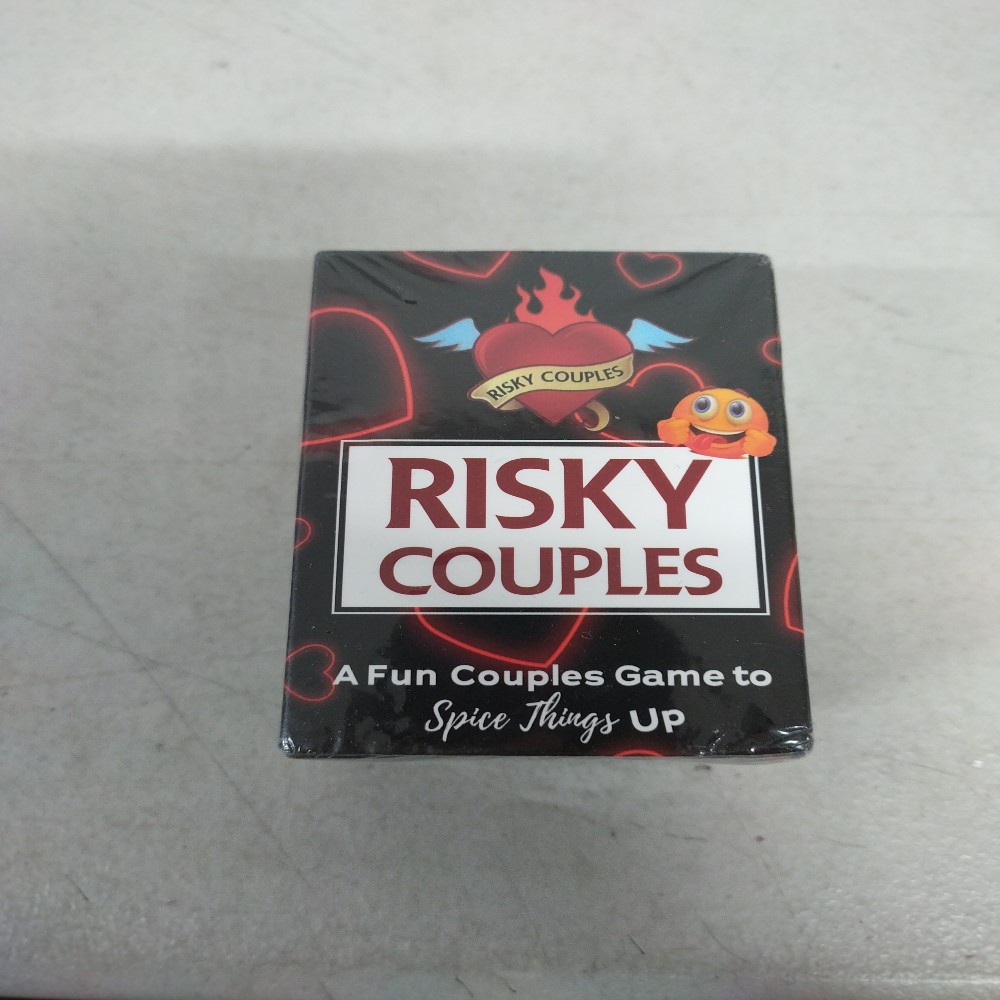 RISKY COUPLES
RISKY
COUPLES
A Fun Couples Game to
Spice Things UP